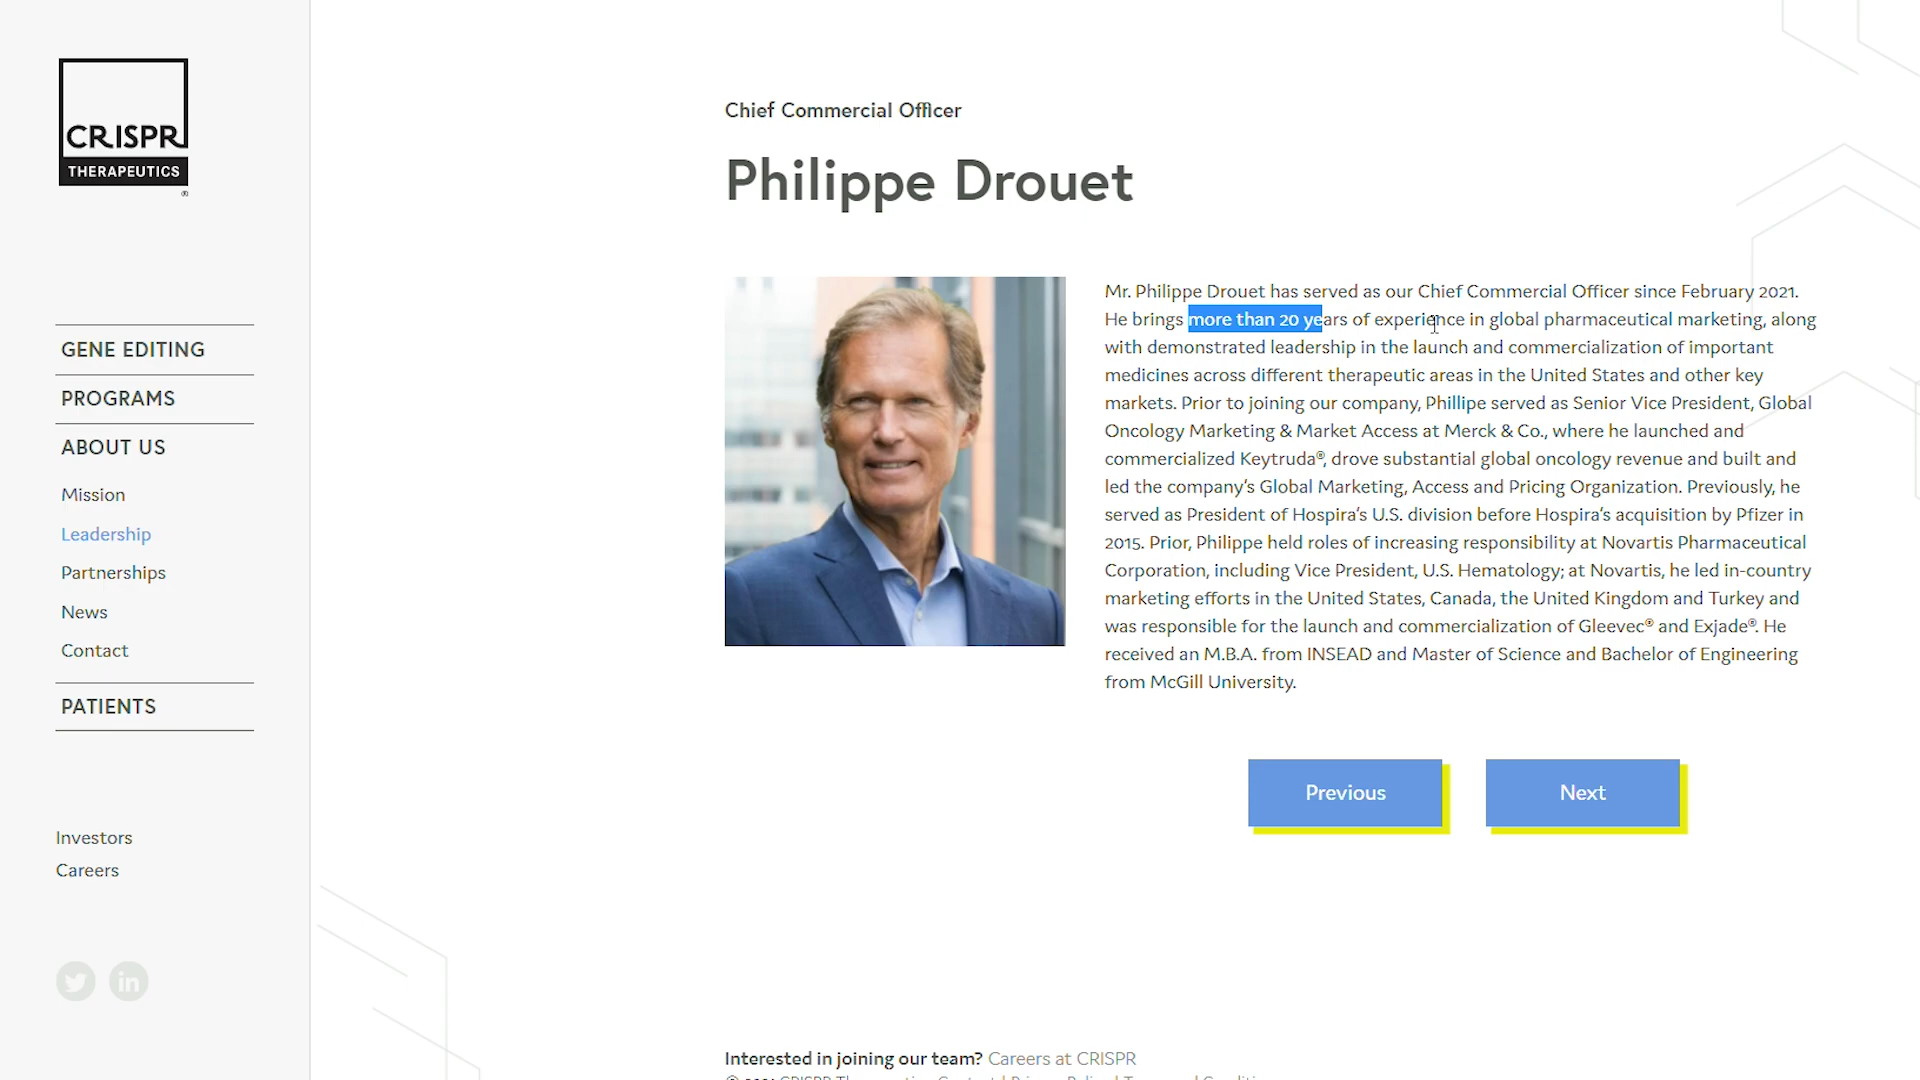 CRISPR
THERAPEUTICS
®
GENE EDITING
PROGRAMS
ABOUT US
Mission
Leadership
Partnerships
News
Contact
PATIENTS
Investors
Careers
in
Chief Commercial Officer
Philippe Drouet
Mr. Philippe Drouet has served as our Chief Commercial Officer since February 2021.
He brings more than 20 years of experience in global pharmaceutical marketing, along
with demonstrated leadership in the launch and commercialization of important
medicines across different therapeutic areas in the United States and other key
markets. Prior to joining our company, Phillipe served as Senior Vice President, Global
Oncology Marketing & Market Access at Merck & Co., where he launched and
commercialized Keytruda®, drove substantial global oncology revenue and built and
led the company's Global Marketing, Access and Pricing Organization. Previously, he
served as President of Hospira's U.S. division before Hospira's acquisition by Pfizer in
2015. Prior, Philippe held roles of increasing responsibility at Novartis Pharmaceutical
Corporation, including Vice President, U.S. Hematology; at Novartis, he led in-country
marketing efforts in the United States, Canada, the United Kingdom and Turkey and
was responsible for the launch and commercialization of Gleevec® and Exjade®. He
received an M.B.A. from INSEAD and Master of Science and Bachelor of Engineering
from McGill University.
Previous
Next
Interested in joining our team? Careers at CRISPR